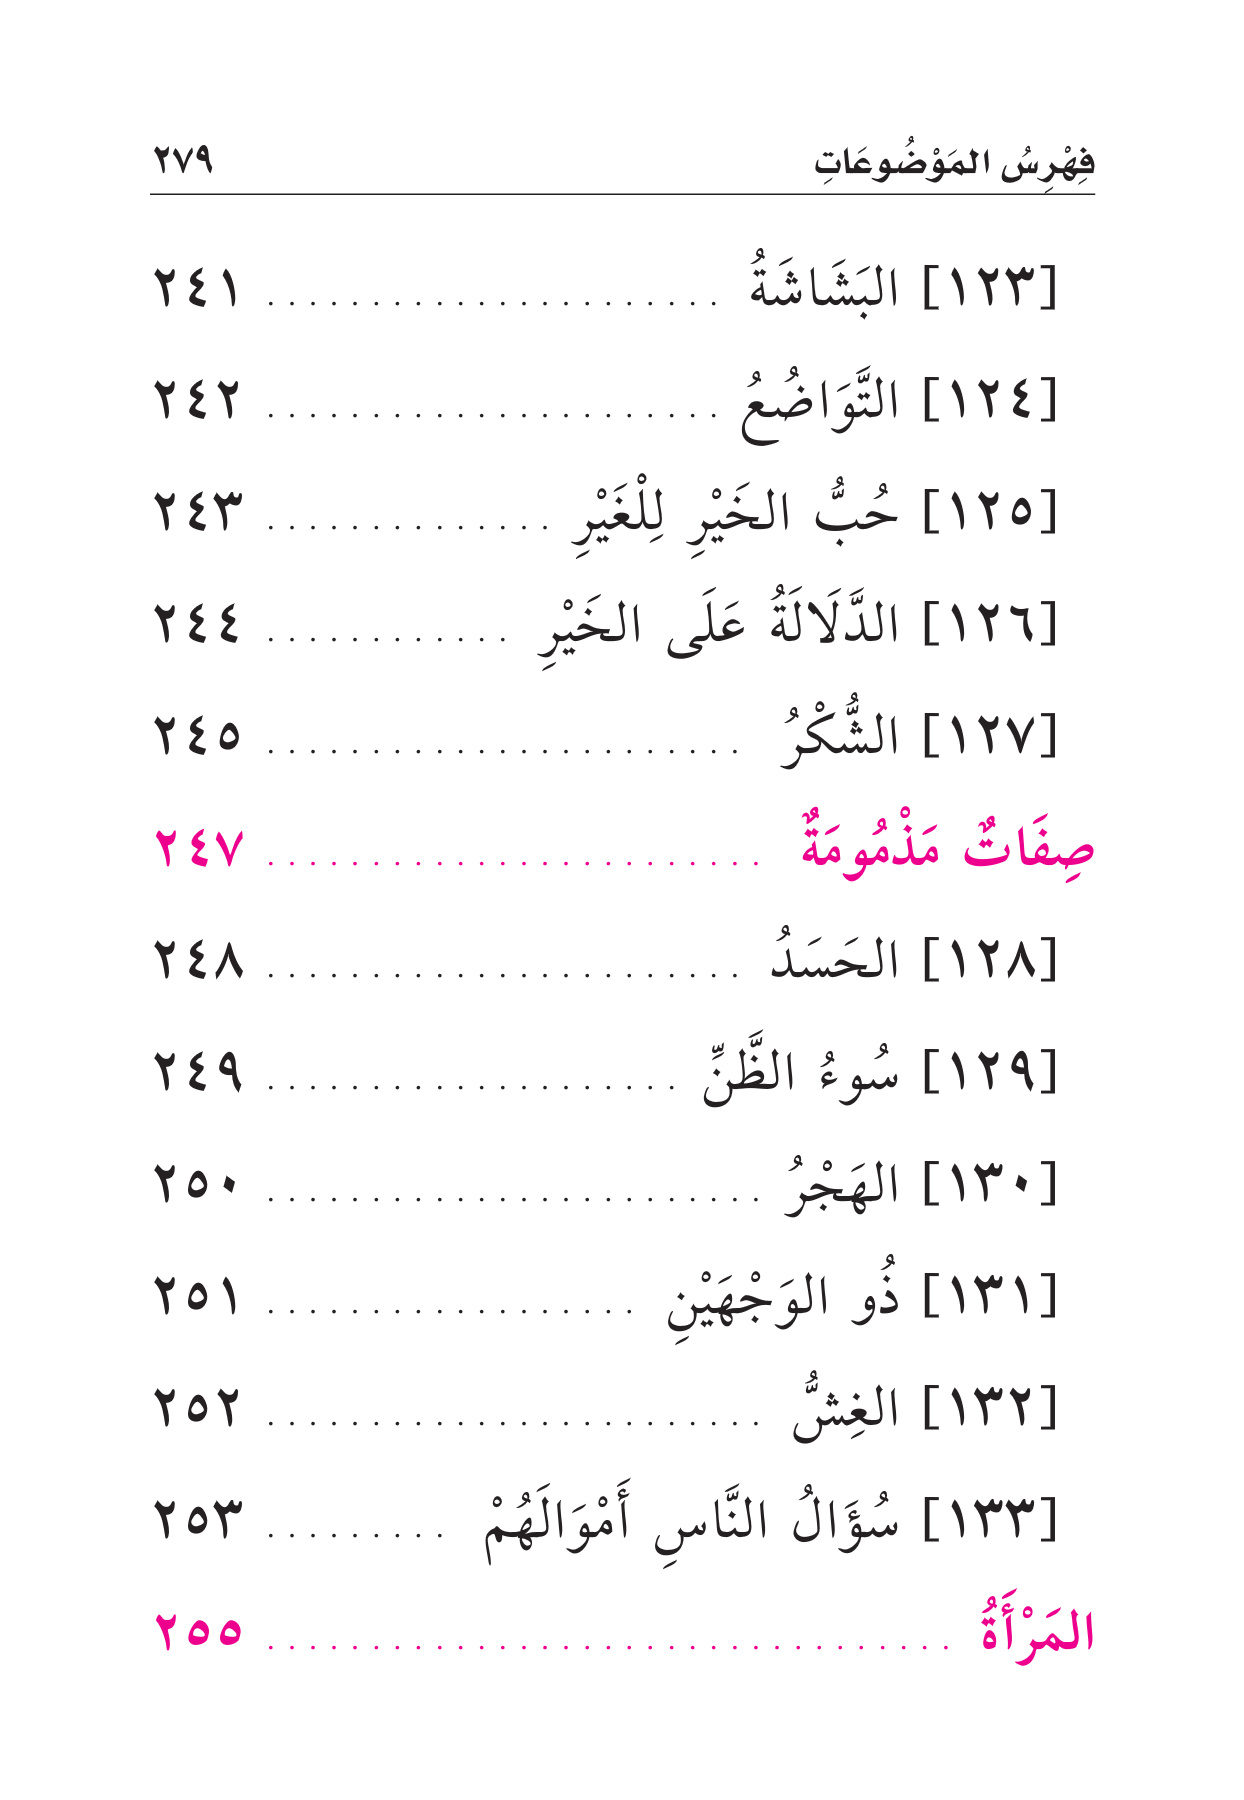 فِهْرِسُ المَوْضُوعَاتِ ٢٧٩
[١٢٣] البَشَاشَةُ . . . . . . . . . . . . . . . . . . . . . . ٢٤١
[١٢٤] التَّوَاضُعُ . . . . . . . . . . . . . . . . . . . . . . ٢٤٢
[١٢٥] حُبُّ الخَيْرِ لِلْغَيْرِ . . . . . . . . . . . . . . ٢٤٣
[١٢٦] الدَّلَالَةُ عَلَى الخَيْرِ . . . . . . . . . . . . ٢٤٤
[١٢٧] الشُّكْرُ . . . . . . . . . . . . . . . . . . . . . . . ٢٤٥
صِفَاتٌ مَذْمُومَةٌ . . . . . . . . . . . . . . . . . . . . . . . . ٢٤٧
[١٢٨] الحَسَدُ . . . . . . . . . . . . . . . . . . . . . . . ٢٤٨
[١٢٩] سُوءُ الظَّنِّ . . . . . . . . . . . . . . . . . . . . ٢٤٩
[١٣٠] الهَجْرُ . . . . . . . . . . . . . . . . . . . . . . . . ٢٥٠
[١٣١] ذُو الوَجْهَيْنِ . . . . . . . . . . . . . . . . . . ٢٥١
[١٣٢] الغِشُّ . . . . . . . . . . . . . . . . . . . . . . . . ٢٥٢
[١٣٣] سُؤَالُ النَّاسِ أَمْوَالَهُمْ . . . . . . . . . ٢٥٣
المَرْأَةُ . . . . . . . . . . . . . . . . . . . . . . . . . . . . . . . . . ٢٥٥